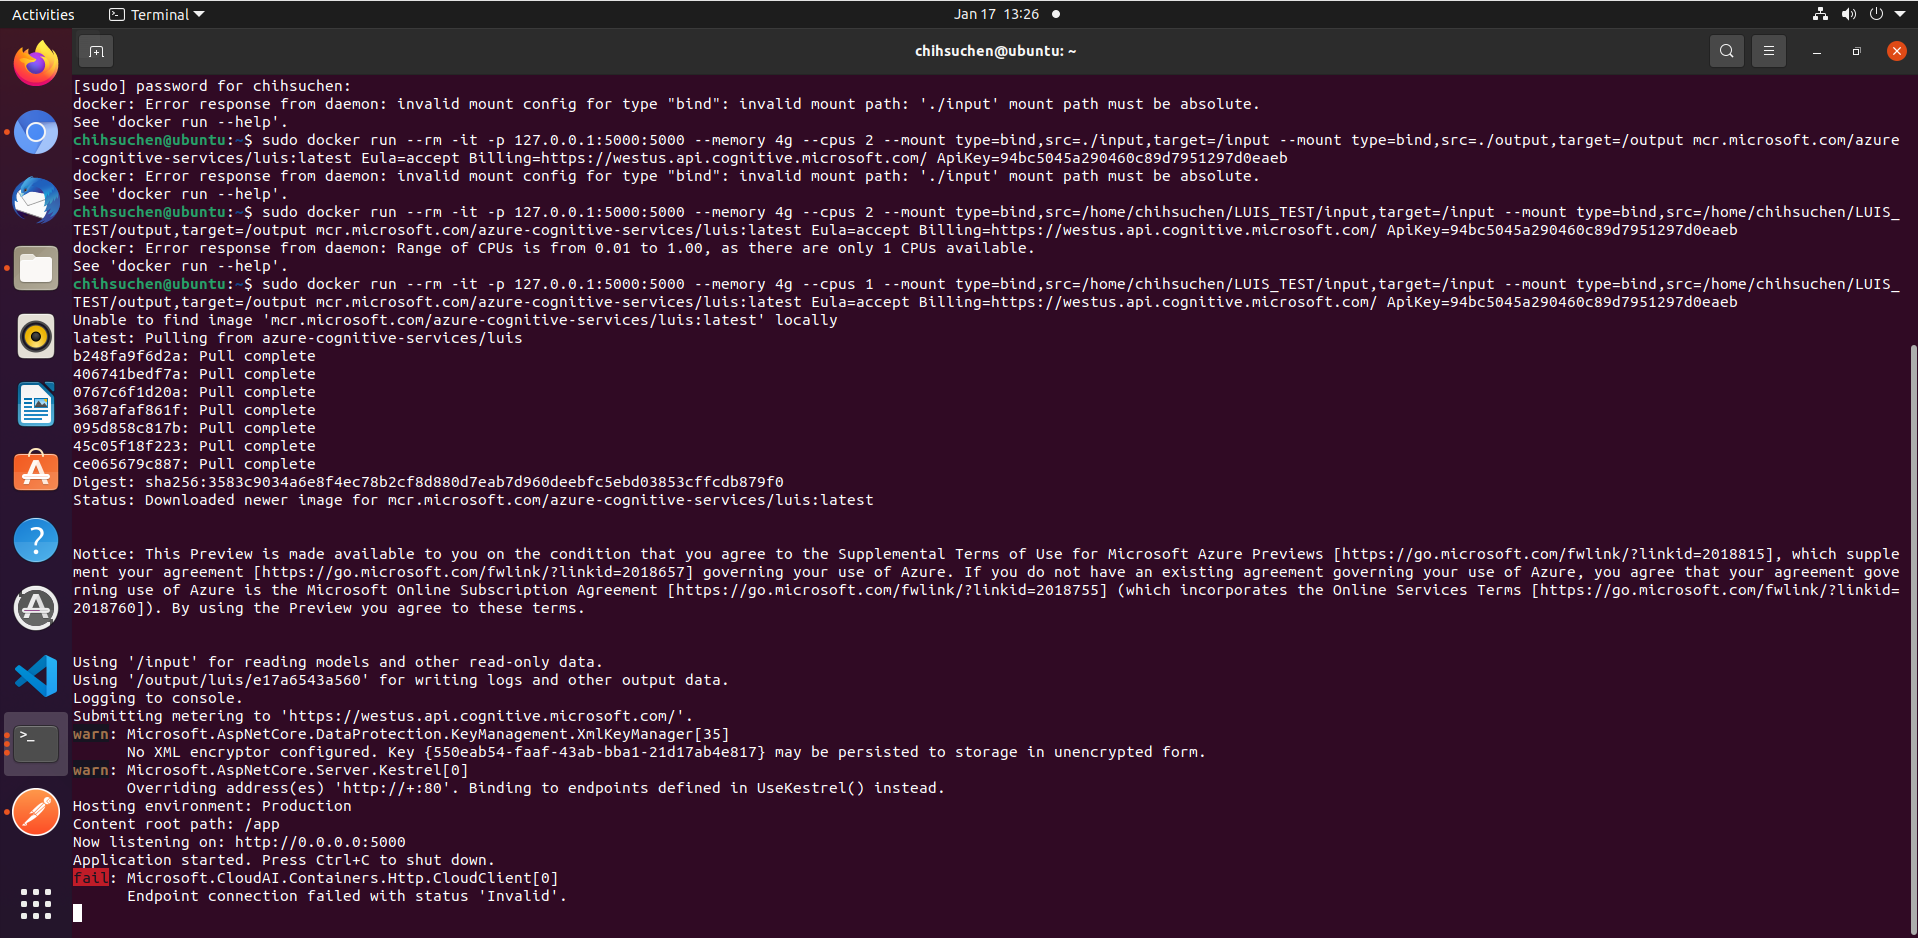 Activities
Terminal
Jan 17 13:26
chihsuchen@ubuntu: ~
[sudo] password for chihsuchen:
docker: Error response from daemon: invalid mount config for type "bind": invalid mount path: './input' mount path must be absolute.
See 'docker run --help'.
chihsuchen@ubuntu:~$ sudo docker run --rm -it -p 127.0.0.1:5000:5000 --memory 4g --cpus 2 --mount type=bind,src=./input,target=/input --mount type=bind,src=./output,target=/output mcr.microsoft.com/azure
-cognitive-services/luis:latest Eula=accept Billing=https://westus.api.cognitive.microsoft.com/ ApiKey=94bc5045a290460c89d7951297d0eaeb
docker: Error response from daemon: invalid mount config for type "bind": invalid mount path: './input' mount path must be absolute.
See 'docker run --help'.
chihsuchen@ubuntu:~$ sudo docker run --rm -it -p 127.0.0.1:5000:5000 --memory 4g --cpus 2 --mount type=bind,src=/home/chihsuchen/LUIS_TEST/input,target=/input --mount type=bind,src=/home/chihsuchen/LUIS_
TEST/output,target=/output mcr.microsoft.com/azure-cognitive-services/luis:latest Eula=accept Billing=https://westus.api.cognitive.microsoft.com/ ApiKey=94bc5045a290460c89d7951297d0eaeb
docker: Error response from daemon: Range of CPUs is from 0.01 to 1.00, as there are only 1 CPUs available.
See 'docker run --help'.
chihsuchen@ubuntu:~$ sudo docker run --rm -it -p 127.0.0.1:5000:5000 --memory 4g --cpus 1 --mount type=bind,src=/home/chihsuchen/LUIS_TEST/input,target=/input --mount type=bind,src=/home/chihsuchen/LUIS_
TEST/output,target=/output mcr.microsoft.com/azure-cognitive-services/luis:latest Eula=accept Billing=https://westus.api.cognitive.microsoft.com/ ApiKey=94bc5045a290460c89d7951297d0eaeb
Unable to find image 'mcr.microsoft.com/azure-cognitive-services/luis:latest' locally
latest: Pulling from azure-cognitive-services/luis
b248fa9f6d2a: Pull complete
406741bedf7a: Pull complete
0767c6f1d20a: Pull complete
3687afaf861f: Pull complete
095d858c817b: Pull complete
45c05f18f223: Pull complete
ce065679c887: Pull complete
Digest: sha256:3583c9034a6e8f4ec78b2cf8d880d7eab7d960deebfc5ebd03853cffcdb879f0
Status: Downloaded newer image for mcr.microsoft.com/azure-cognitive-services/luis:latest
Notice: This Preview is made available to you on the condition that you agree to the Supplemental Terms of Use for Microsoft Azure Previews [https://go.microsoft.com/fwlink/?linkid=2018815], which supple
ment your agreement [https://go.microsoft.com/fwlink/?linkid=2018657] governing your use of Azure. If you do not have an existing agreement governing your use of Azure, you agree that your agreement gove
rning use of Azure is the Microsoft Online Subscription Agreement [https://go.microsoft.com/fwlink/?linkid=2018755] (which incorporates the Online Services Terms [https://go.microsoft.com/fwlink/?linkid=
2018760]). By using the Preview you agree to these terms.
Using '/input' for reading models and other read-only data.
Using '/output/luis/e17a6543a560' for writing logs and other output data.
Logging to console.
Submitting metering to 'https://westus.api.cognitive.microsoft.com/'.
warn: Microsoft.AspNetCore.DataProtection.KeyManagement.XmlKeyManager[35]
No XML encryptor configured. Key {550eab54-faaf-43ab-bba1-21d17ab4e817} may be persisted to storage in unencrypted form.
warn: Microsoft.AspNetCore.Server.Kestrel[0]
Overriding address(es) 'http://+:80'. Binding to endpoints defined in UseKestrel() instead.
Hosting environment: Production
Content root path: /app
Now listening on: http://0.0.0.0:5000
Application started. Press Ctrl+C to shut down.
fail: Microsoft.CloudAI.Containers.Http.CloudClient[0]
Endpoint connection failed with status 'Invalid'.